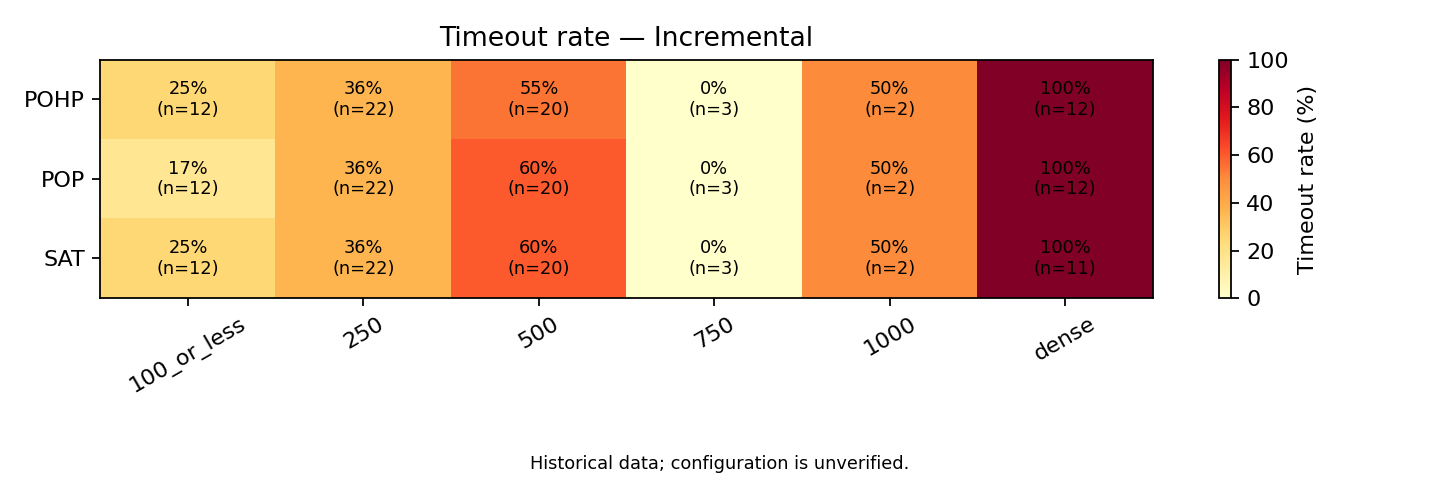 Timeout rate — Incremental
POHP
25% 36% 55% 0% 50% 100%
(n=12) (n=22) (n=20) (n=3) (n=2) (n=12)
POP
17% 36% 60% 0% 50% 100%
(n=12) (n=22) (n=20) (n=3) (n=2) (n=12)
SAT
25% 36% 60% 0% 50% 100%
(n=12) (n=22) (n=20) (n=3) (n=2) (n=11)
100_or_less 250 500 750 1000 dense
100
80
60
40
20
0
Timeout rate (%)
Historical data; configuration is unverified.